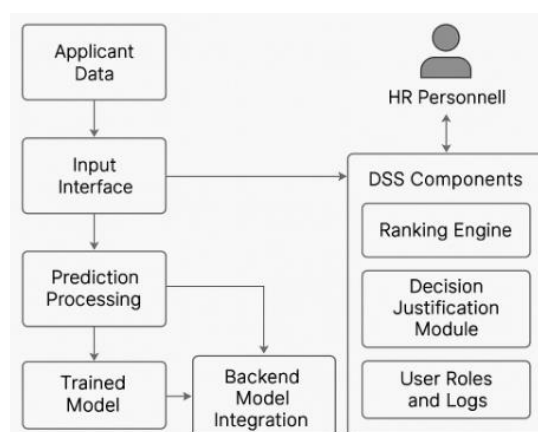 Applicant
Data
HR Personnell
Input
Interface
DSS Components
Ranking Engine
Prediction
Processing
Decision
Justification
Module
Trained
Model
Backend
Model
Integration
User Roles
and Logs